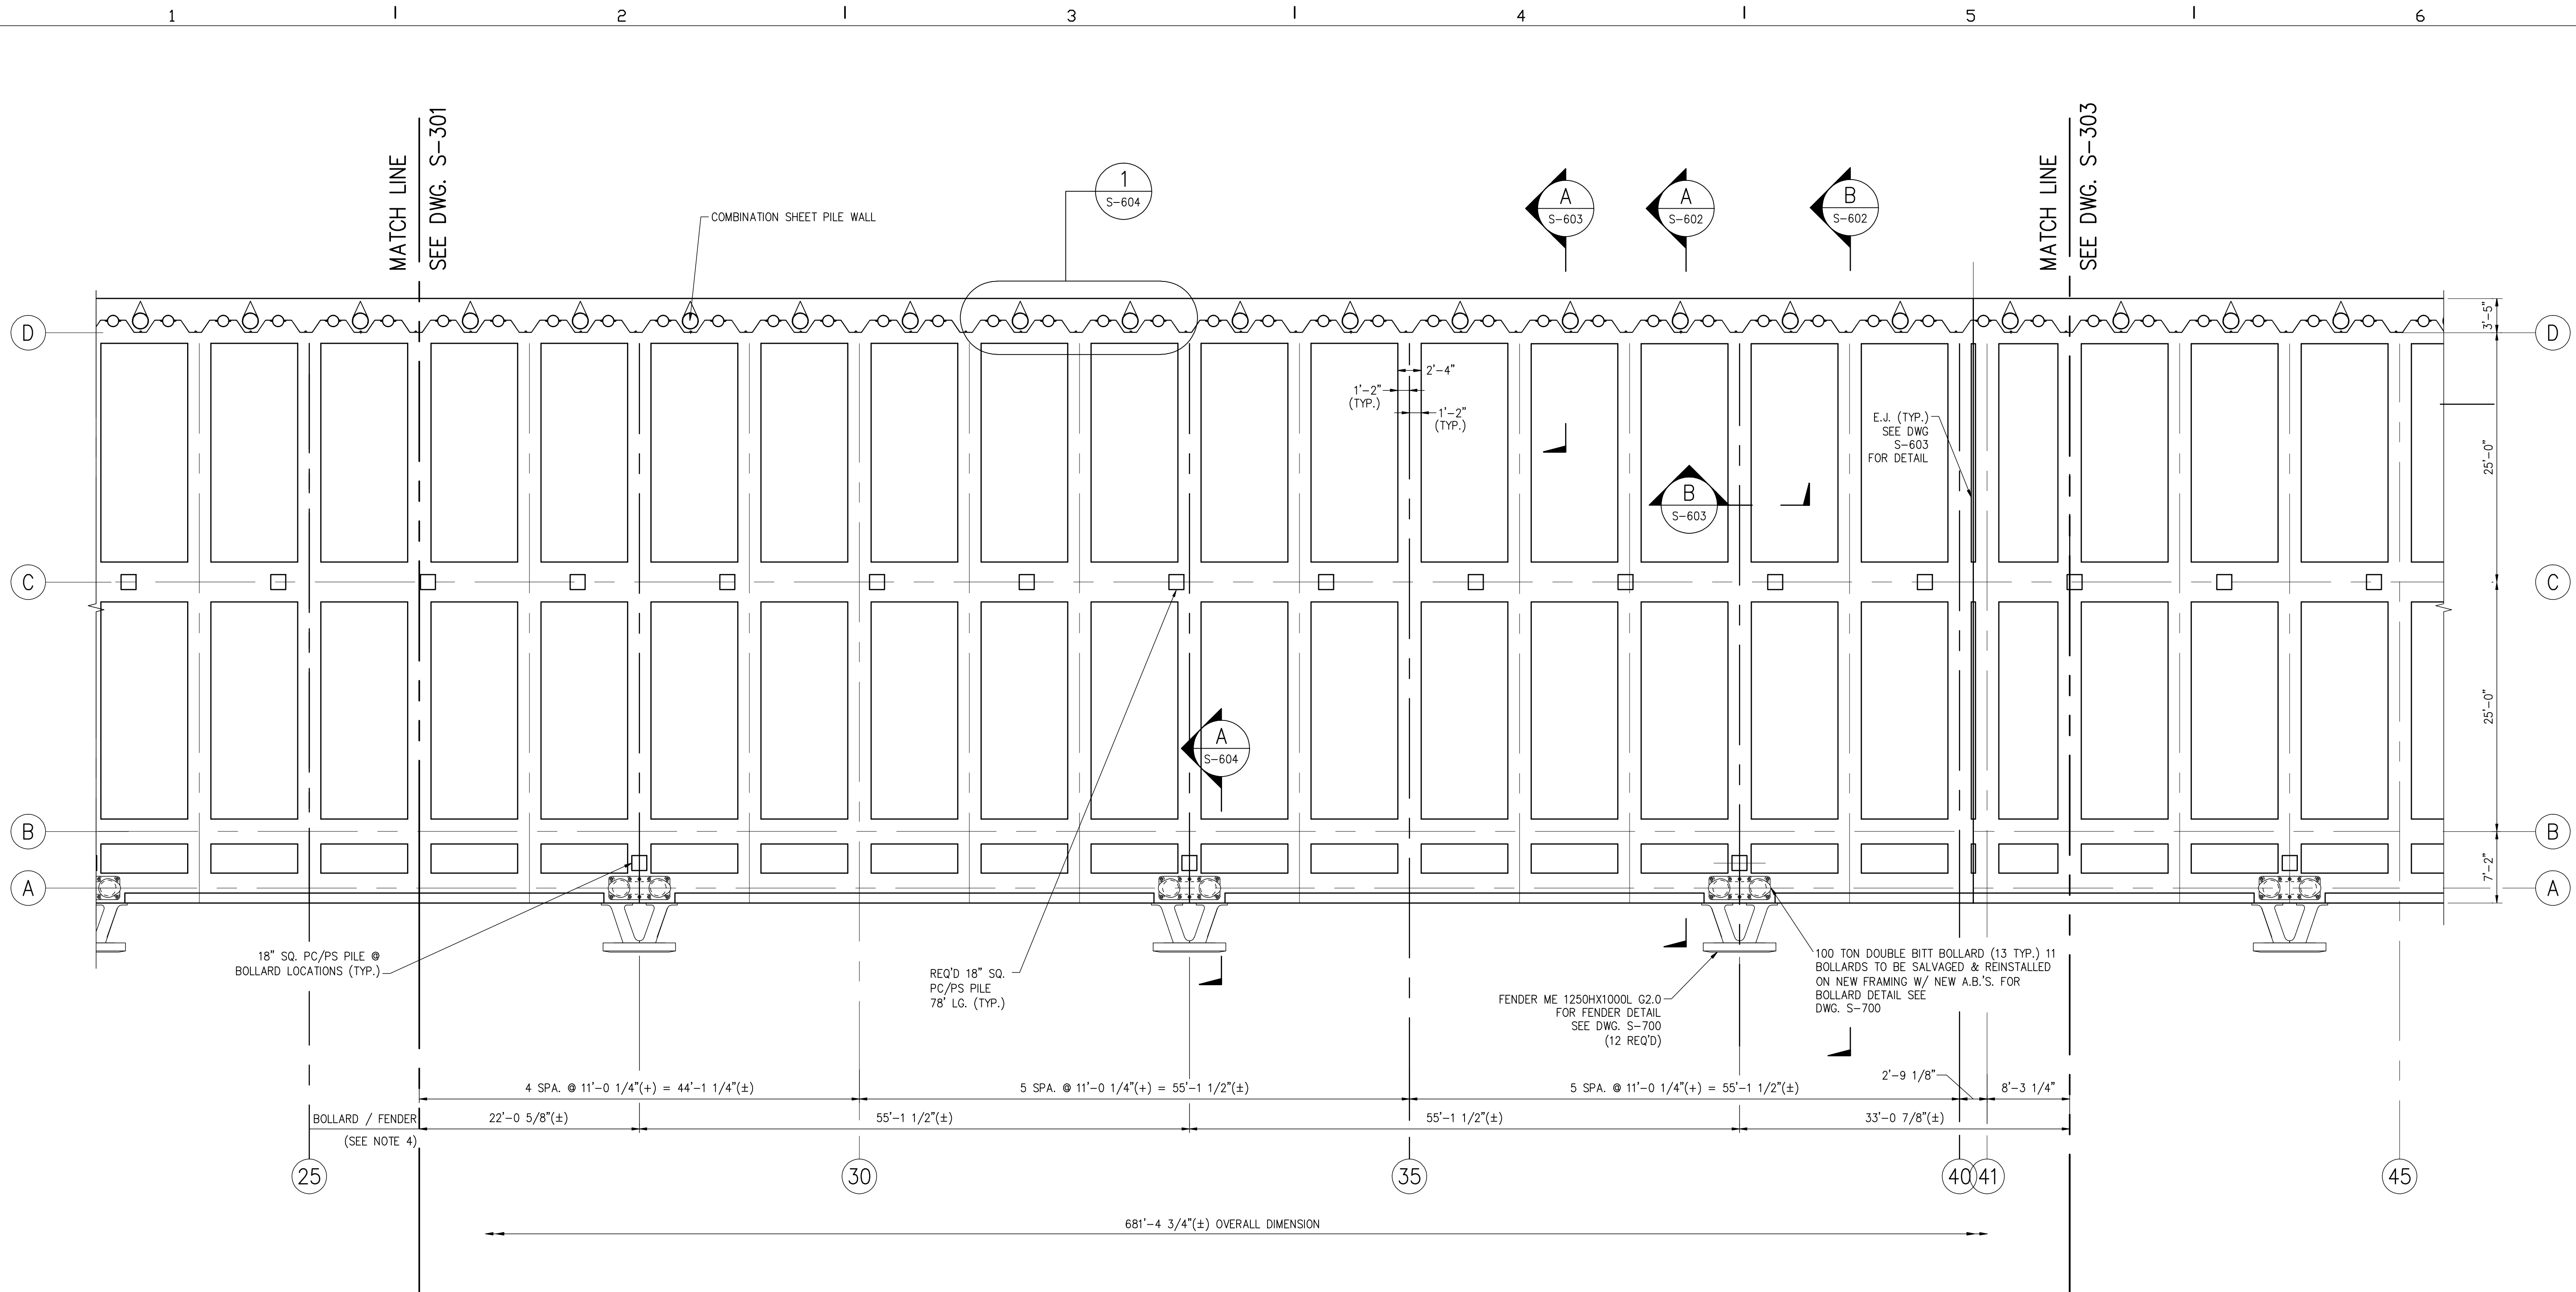 1 2 3 4 5 6
MATCH LINE
SEE DWG. S-301
COMBINATION SHEET PILE WALL
1
S-604
A
S-603
A
S-602
B
S-602
MATCH LINE
SEE DWG. S-303
D
D
3'-5"
2'-4"
1'-2"
(TYP.)
1'-2"
(TYP.)
E.J. (TYP.)
SEE DWG
S-603
FOR DETAIL
25'-0"
B
S-603
C
C
25'-0"
A
S-604
B
B
7'-2"
A
A
18" SQ. PC/PS PILE @
BOLLARD LOCATIONS (TYP.)
REQ'D 18" SQ.
PC/PS PILE
78' LG. (TYP.)
FENDER ME 1250HX1000L G2.0
FOR FENDER DETAIL
SEE DWG. S-700
(12 REQ'D)
100 TON DOUBLE BITT BOLLARD (13 TYP.) 11
BOLLARDS TO BE SALVAGED & REINSTALLED
ON NEW FRAMING W/ NEW A.B.'S. FOR
BOLLARD DETAIL SEE
DWG. S-700
4 SPA. @ 11'-0 1/4"(+) = 44'-1 1/4"(±)
5 SPA. @ 11'-0 1/4"(+) = 55'-1 1/2"(±)
5 SPA. @ 11'-0 1/4"(+) = 55'-1 1/2"(±)
2'-9 1/8"
8'-3 1/4"
BOLLARD / FENDER
(SEE NOTE 4)
22'-0 5/8"(±)
55'-1 1/2"(±)
55'-1 1/2"(±)
33'-0 7/8"(±)
25
30
35
40
41
45
681'-4 3/4"(±) OVERALL DIMENSION